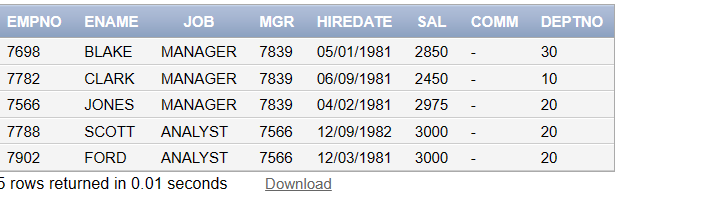 EMPNO ENAME JOB MGR HIREDATE SAL COMM DEPTNO
7698 BLAKE MANAGER 7839 05/01/1981 2850 - 30
7782 CLARK MANAGER 7839 06/09/1981 2450 - 10
7566 JONES MANAGER 7839 04/02/1981 2975 - 20
7788 SCOTT ANALYST 7566 12/09/1982 3000 - 20
7902 FORD ANALYST 7566 12/03/1981 3000 - 20
5 rows returned in 0.01 seconds Download